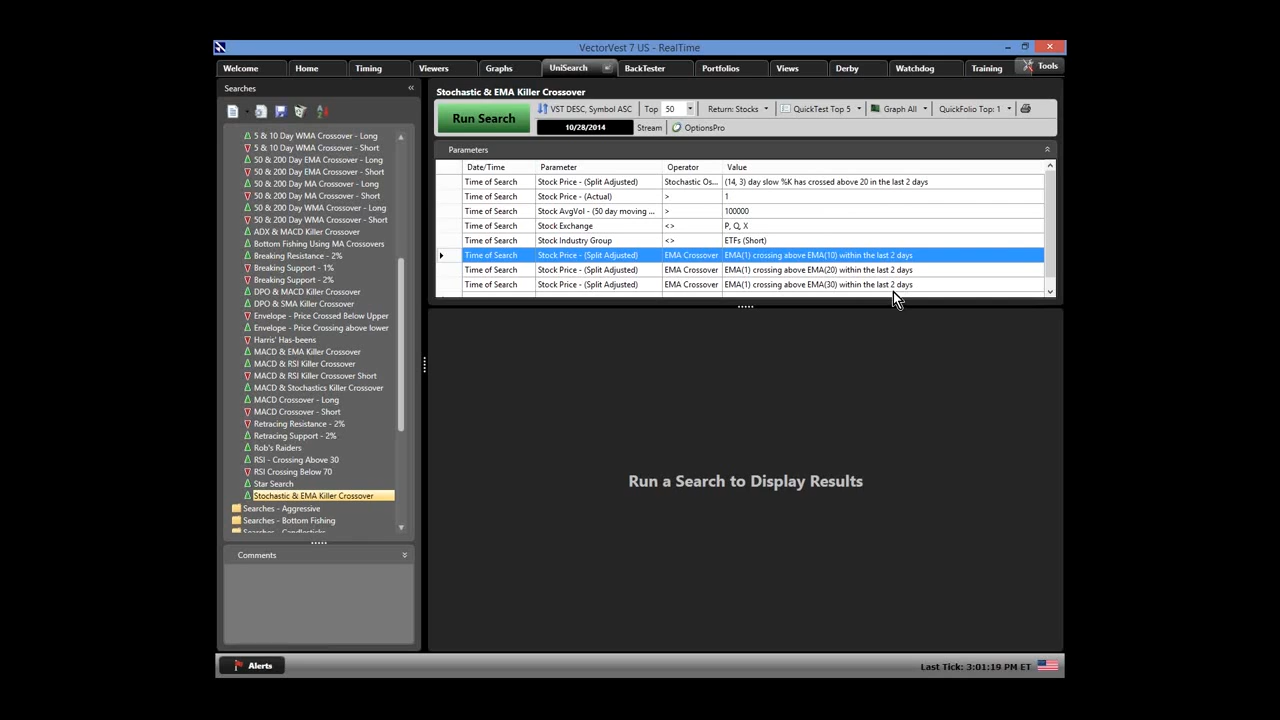 VectorVest 7 US - RealTime
Welcome Home Timing Viewers Graphs UniSearch BackTester Portfolios Views Derby Watchdog Training Tools
Searches
5 & 10 Day WMA Crossover - Long
5 & 10 Day WMA Crossover - Short
50 & 200 Day EMA Crossover - Long
50 & 200 Day EMA Crossover - Short
50 & 200 Day MA Crossover - Long
50 & 200 Day MA Crossover - Short
50 & 200 Day WMA Crossover - Long
50 & 200 Day WMA Crossover - Short
ADX & MACD Killer Crossover
Bottom Fishing Using MA Crossovers
Breaking Resistance - 2%
Breaking Support - 1%
Breaking Support - 2%
DPO & MACD Killer Crossover
DPO & SMA Killer Crossover
Envelope - Price Crossed Below Upper
Envelope - Price Crossing above lower
Harris' Has-beens
MACD & EMA Killer Crossover
MACD & RSI Killer Crossover
MACD & RSI Killer Crossover Short
MACD & Stochastics Killer Crossover
MACD Crossover - Long
MACD Crossover - Short
Retracing Resistance - 2%
Retracing Support - 2%
Rob's Raiders
RSI - Crossing Above 30
RSI Crossing Below 70
Star Search
Stochastic & EMA Killer Crossover
Searches - Aggressive
Searches - Bottom Fishing
Searches - Candlesticks
Comments
Stochastic & EMA Killer Crossover
Run Search
VST DESC, Symbol ASC Top 50 Return: Stocks QuickTest Top 5 Graph All QuickFolio Top: 1
10/28/2014 Stream OptionsPro
Parameters
Date/Time Parameter Operator Value
Time of Search Stock Price - (Split Adjusted) Stochastic Os... (14, 3) day slow %K has crossed above 20 in the last 2 days
Time of Search Stock Price - (Actual) > 1
Time of Search Stock AvgVol - (50 day moving ... > 100000
Time of Search Stock Exchange <> P, Q, X
Time of Search Stock Industry Group <> ETFs (Short)
Time of Search Stock Price - (Split Adjusted) EMA Crossover EMA(1) crossing above EMA(10) within the last 2 days
Time of Search Stock Price - (Split Adjusted) EMA Crossover EMA(1) crossing above EMA(20) within the last 2 days
Time of Search Stock Price - (Split Adjusted) EMA Crossover EMA(1) crossing above EMA(30) within the last 2 days
Run a Search to Display Results
Alerts
Last Tick: 3:01:19 PM ET